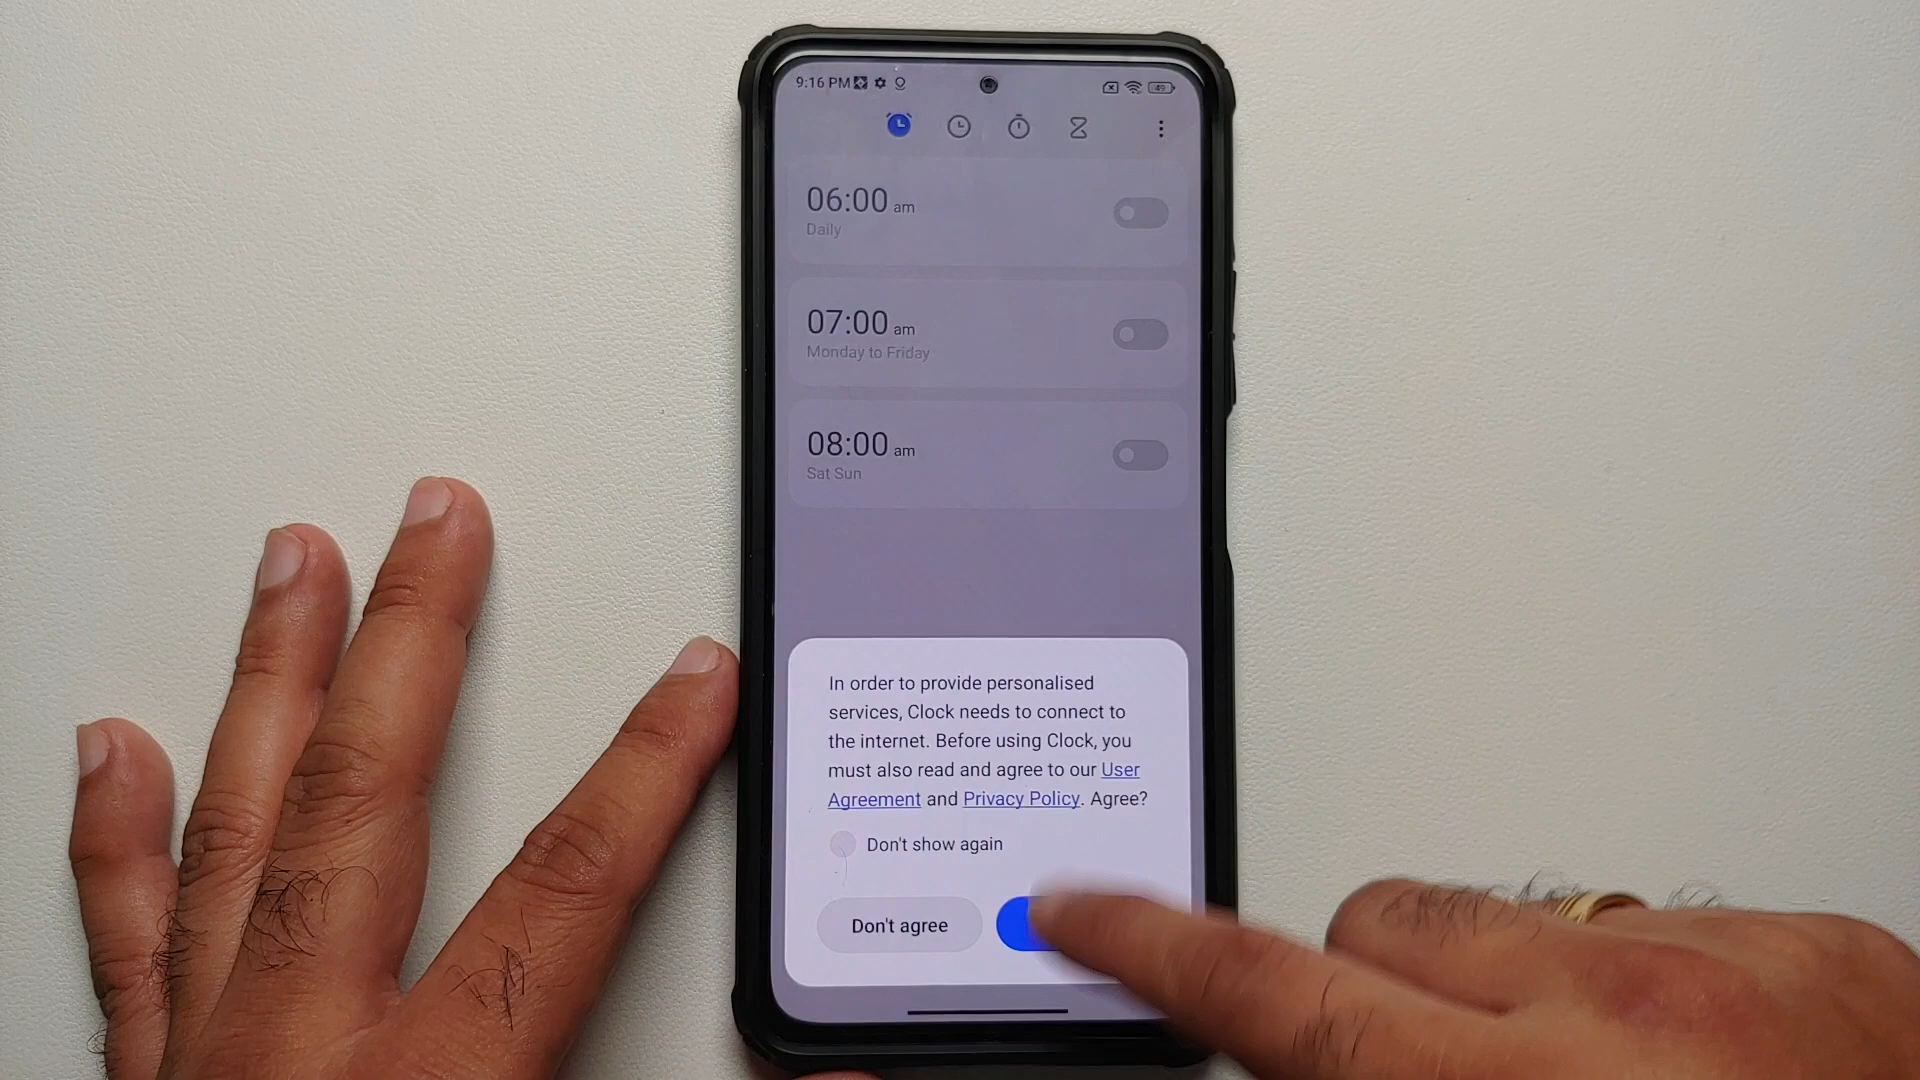 9:16 PM
49
06:00 am
Daily
07:00 am
Monday to Friday
08:00 am
Sat Sun
In order to provide personalised
services, Clock needs to connect to
the internet. Before using Clock, you
must also read and agree to our User
Agreement and Privacy Policy. Agree?
Don't show again
Don't agree